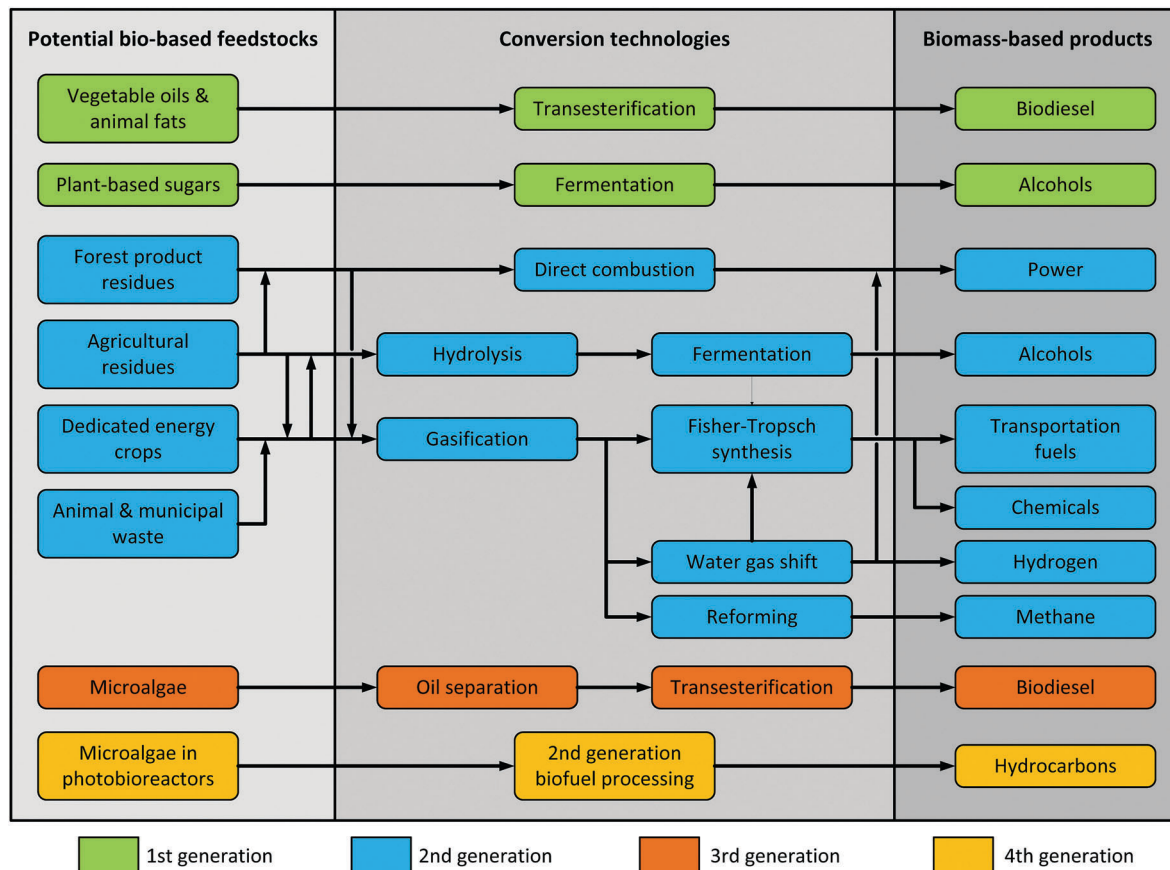 Potential bio-based feedstocks
Conversion technologies
Biomass-based products
Vegetable oils &
animal fats
Transesterification
Biodiesel
Plant-based sugars
Fermentation
Alcohols
Forest product
residues
Direct combustion
Power
Agricultural
residues
Hydrolysis
Fermentation
Alcohols
Dedicated energy
crops
Gasification
Fisher-Tropsch
synthesis
Transportation
fuels
Animal & municipal
waste
Chemicals
Water gas shift
Hydrogen
Reforming
Methane
Microalgae
Oil separation
Transesterification
Biodiesel
Microalgae in
photobioreactors
2nd generation
biofuel processing
Hydrocarbons
1st generation
2nd generation
3rd generation
4th generation